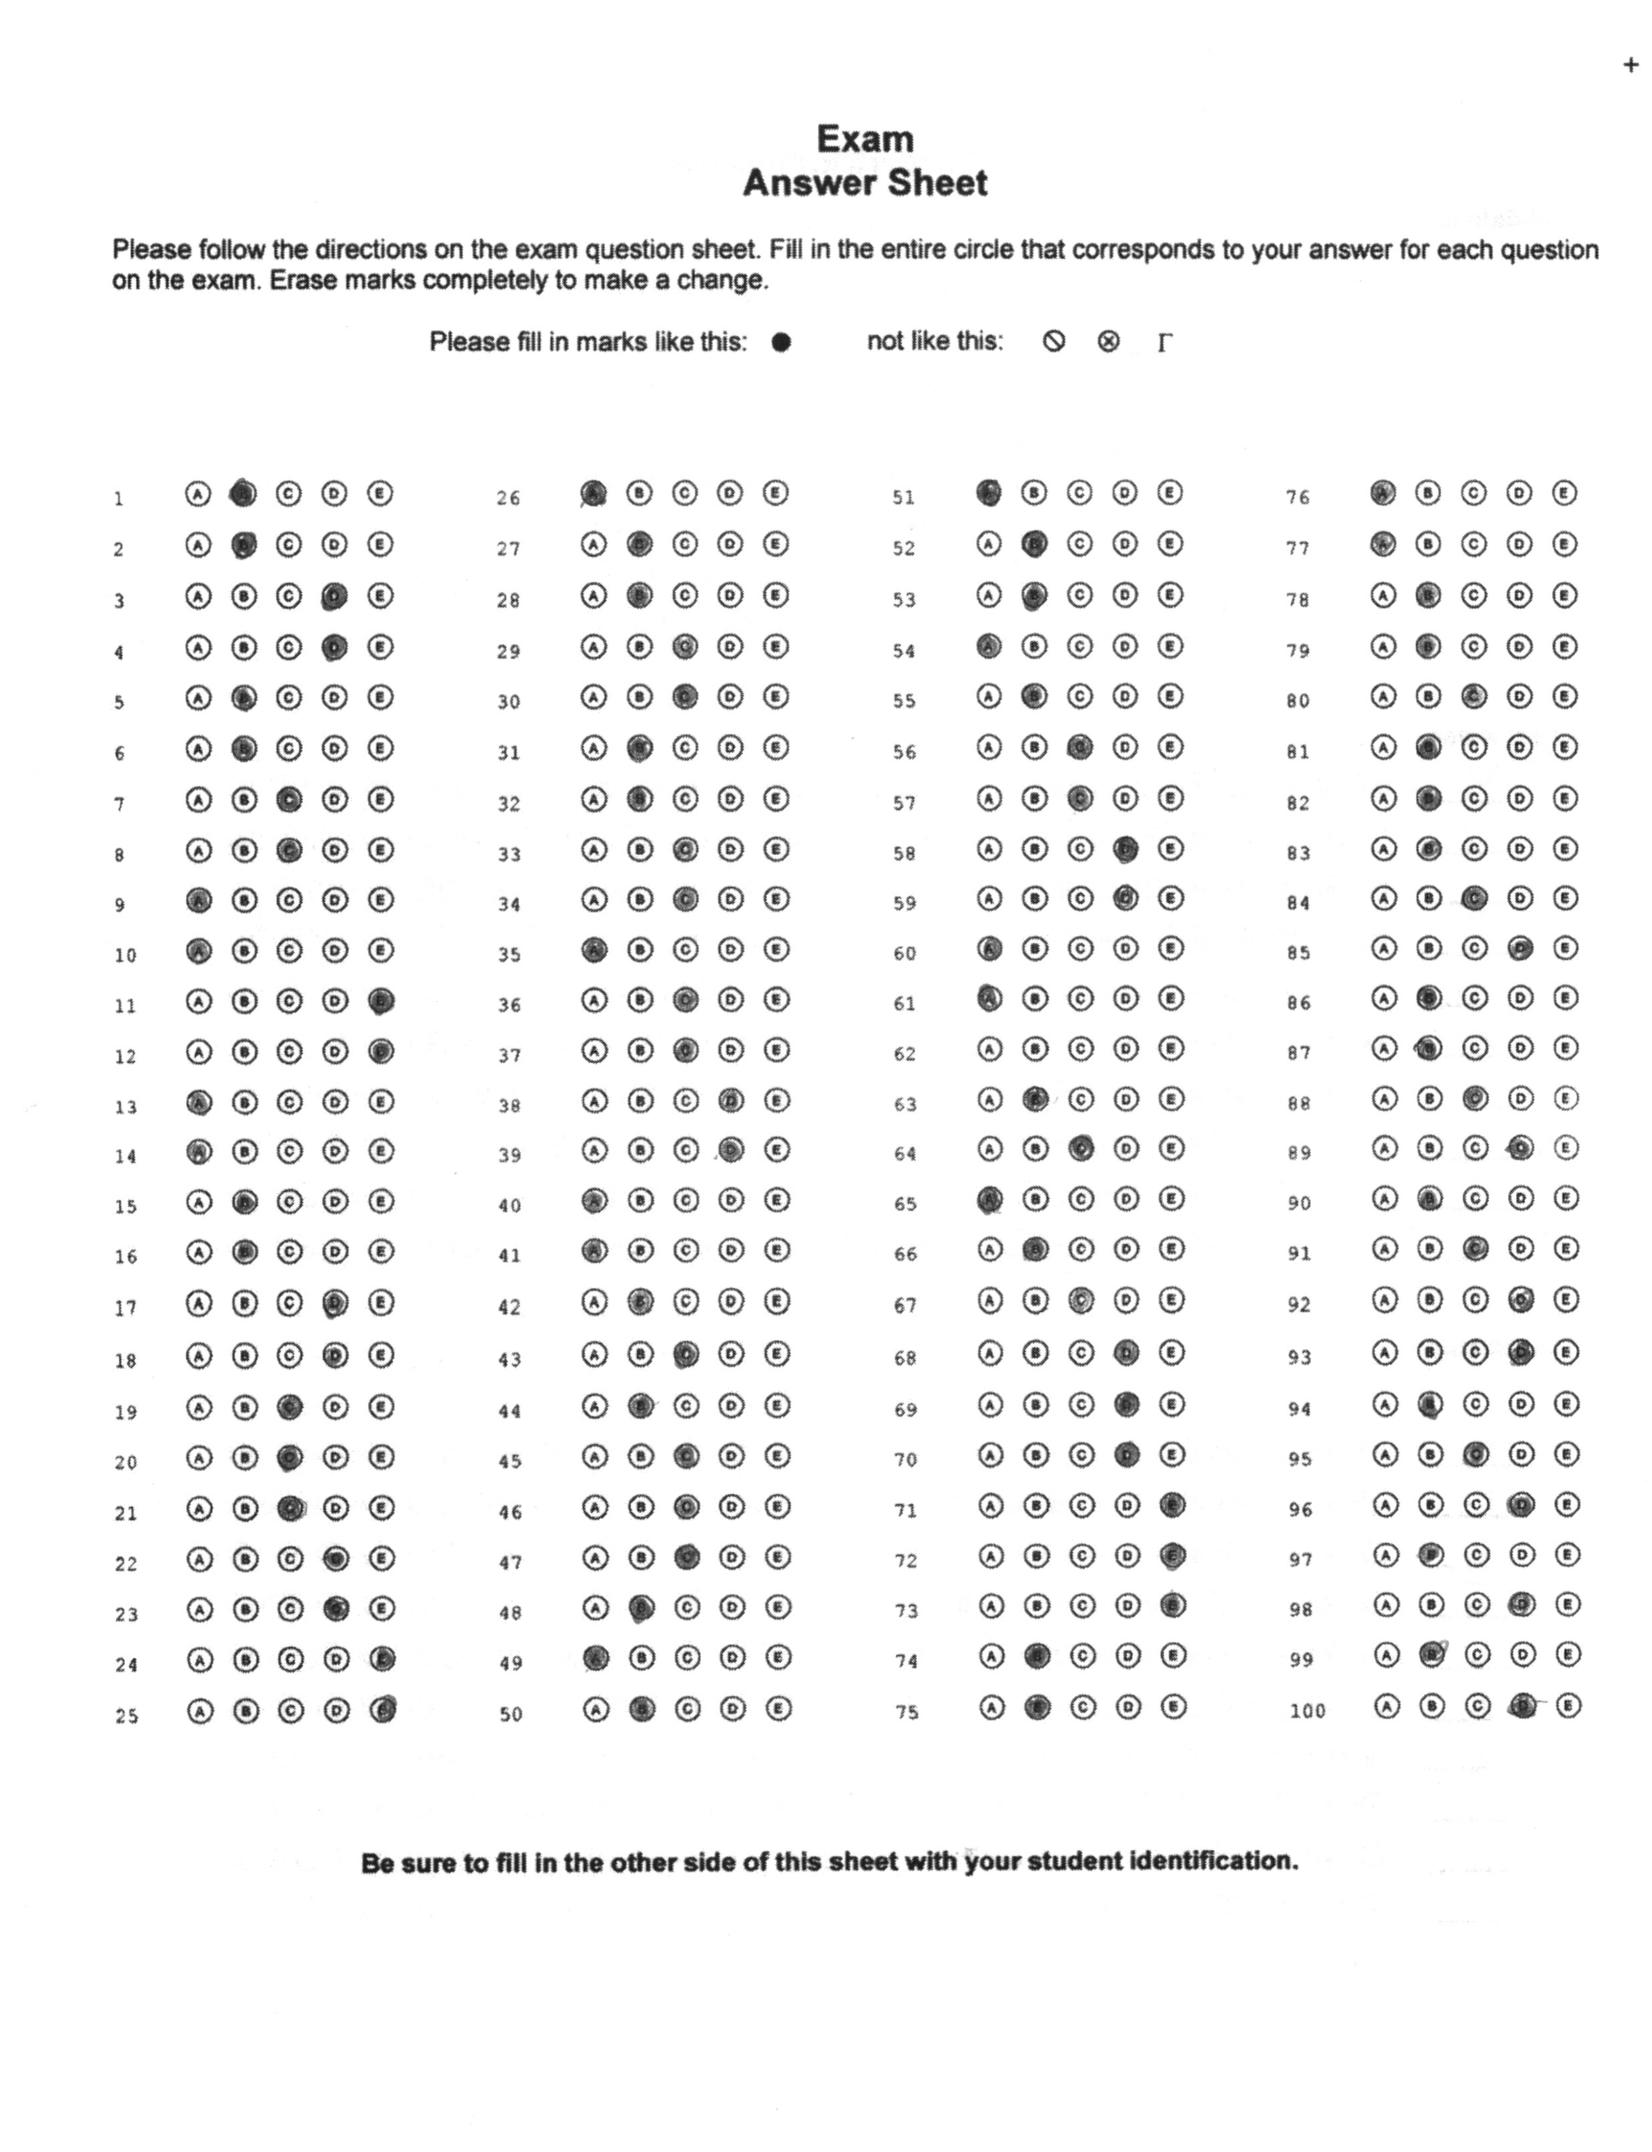 +
Exam
Answer Sheet
Please follow the directions on the exam question sheet. Fill in the entire circle that corresponds to your answer for each question
on the exam. Erase marks completely to make a change.
Please fill in marks like this: not like this:
1 A B C D E 26 A B C D E 51 A B C D E 76 A B C D E
2 A B C D E 27 A B C D E 52 A B C D E 77 A B C D E
3 A B C D E 28 A B C D E 53 A B C D E 78 A B C D E
4 A B C D E 29 A B C D E 54 A B C D E 79 A B C D E
5 A B C D E 30 A B C D E 55 A B C D E 80 A B C D E
6 A B C D E 31 A B C D E 56 A B C D E 81 A B C D E
7 A B C D E 32 A B C D E 57 A B C D E 82 A B C D E
8 A B C D E 33 A B C D E 58 A B C D E 83 A B C D E
9 A B C D E 34 A B C D E 59 A B C D E 84 A B C D E
10 A B C D E 35 A B C D E 60 A B C D E 85 A B C D E
11 A B C D E 36 A B C D E 61 A B C D E 86 A B C D E
12 A B C D E 37 A B C D E 62 A B C D E 87 A B C D E
13 A B C D E 38 A B C D E 63 A B C D E 88 A B C D E
14 A B C D E 39 A B C D E 64 A B C D E 89 A B C D E
15 A B C D E 40 A B C D E 65 A B C D E 90 A B C D E
16 A B C D E 41 A B C D E 66 A B C D E 91 A B C D E
17 A B C D E 42 A B C D E 67 A B C D E 92 A B C D E
18 A B C D E 43 A B C D E 68 A B C D E 93 A B C D E
19 A B C D E 44 A B C D E 69 A B C D E 94 A B C D E
20 A B C D E 45 A B C D E 70 A B C D E 95 A B C D E
21 A B C D E 46 A B C D E 71 A B C D E 96 A B C D E
22 A B C D E 47 A B C D E 72 A B C D E 97 A B C D E
23 A B C D E 48 A B C D E 73 A B C D E 98 A B C D E
24 A B C D E 49 A B C D E 74 A B C D E 99 A B C D E
25 A B C D E 50 A B C D E 75 A B C D E 100 A B C D E
Be sure to fill in the other side of this sheet with your student identification.